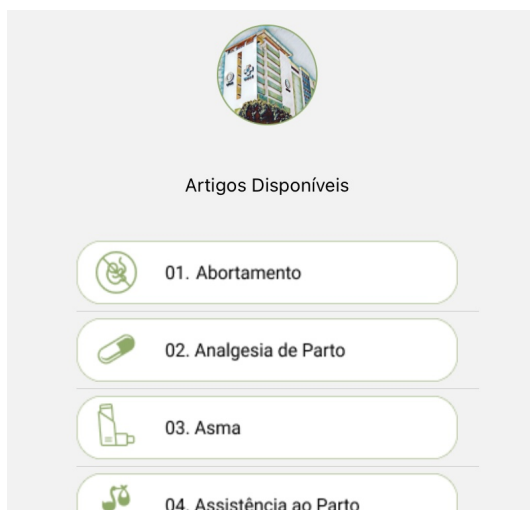 Artigos Disponíveis
01. Abortamento
02. Analgesia de Parto
03. Asma
04. Assistência ao Parto